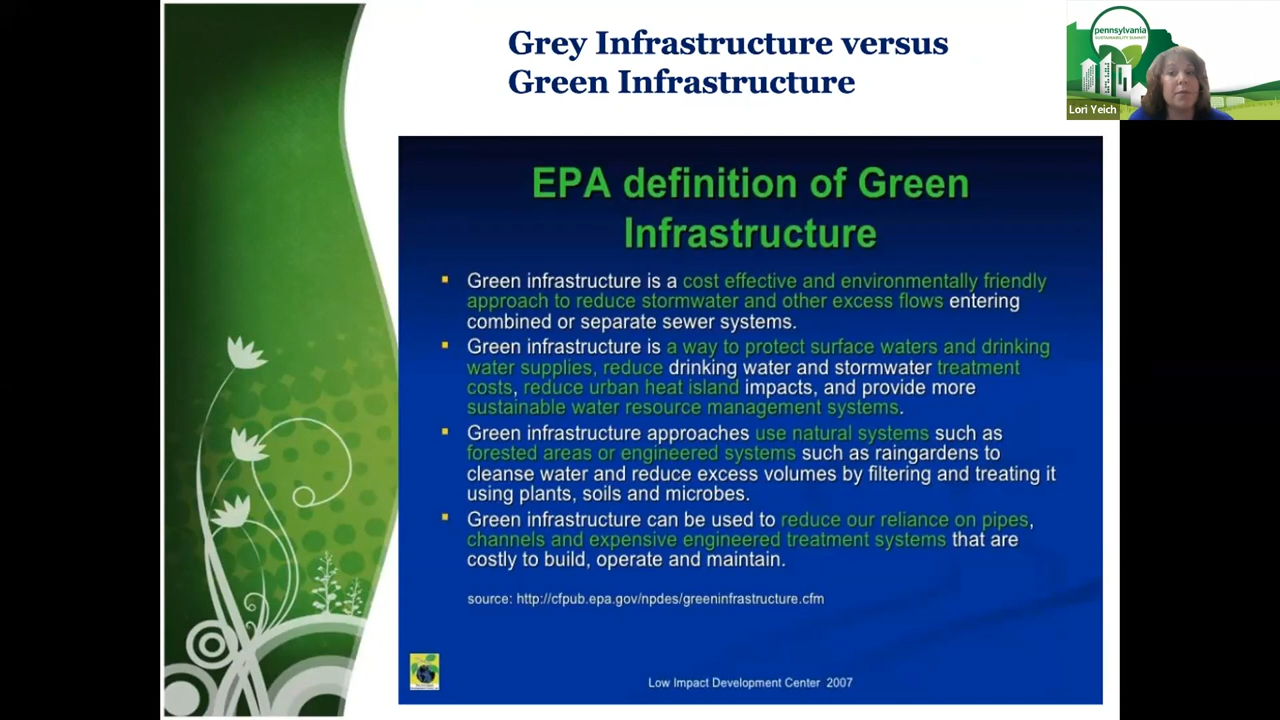 Grey Infrastructure versus
Green Infrastructure
pennsylvania
SUSTAINABILITY SUMMIT
Lori Yeich
EPA definition of Green
Infrastructure
Green infrastructure is a cost effective and environmentally friendly
approach to reduce stormwater and other excess flows entering
combined or separate sewer systems.
Green infrastructure is a way to protect surface waters and drinking
water supplies, reduce drinking water and stormwater treatment
costs, reduce urban heat island impacts, and provide more
sustainable water resource management systems.
Green infrastructure approaches use natural systems such as
forested areas or engineered systems such as raingardens to
cleanse water and reduce excess volumes by filtering and treating it
using plants, soils and microbes.
Green infrastructure can be used to reduce our reliance on pipes,
channels and expensive engineered treatment systems that are
costly to build, operate and maintain.
source: http://cfpub.epa.gov/npdes/greeninfrastructure.cfm
Low Impact Development Center 2007